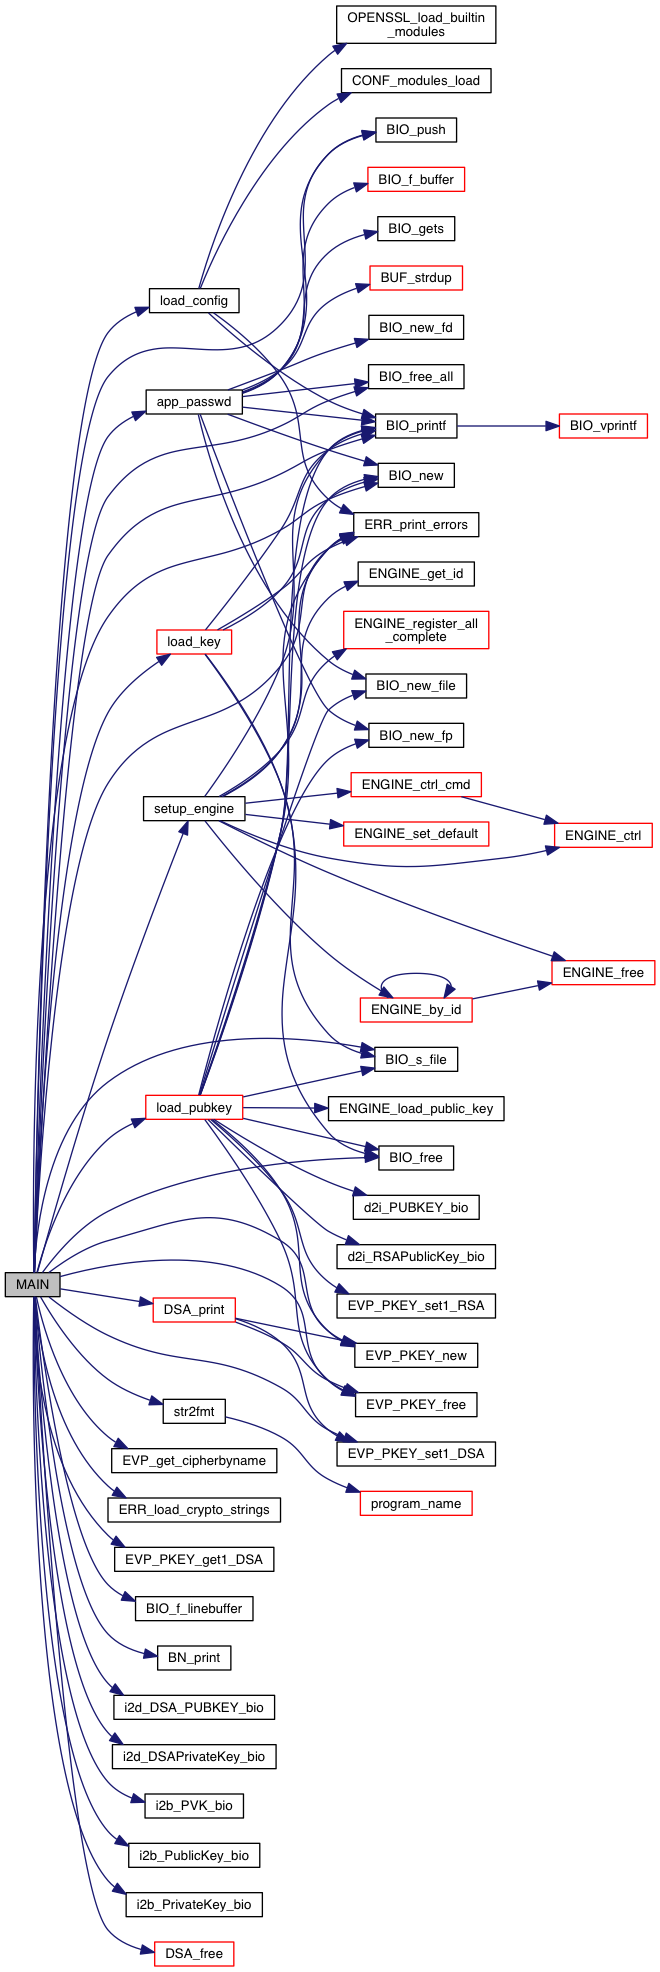 OPENSSL_load_builtin
_modules
CONF_modules_load
BIO_push
BIO_f_buffer
BIO_gets
BUF_strdup
load_config
BIO_new_fd
BIO_free_all
app_passwd
BIO_printf
BIO_vprintf
BIO_new
ERR_print_errors
ENGINE_get_id
ENGINE_register_all
_complete
load_key
BIO_new_file
BIO_new_fp
ENGINE_ctrl_cmd
setup_engine
ENGINE_set_default
ENGINE_ctrl
ENGINE_free
ENGINE_by_id
BIO_s_file
load_pubkey
ENGINE_load_public_key
BIO_free
d2i_PUBKEY_bio
d2i_RSAPublicKey_bio
MAIN
EVP_PKEY_set1_RSA
DSA_print
EVP_PKEY_new
EVP_PKEY_free
str2fmt
EVP_PKEY_set1_DSA
EVP_get_cipherbyname
program_name
ERR_load_crypto_strings
EVP_PKEY_get1_DSA
BIO_f_linebuffer
BN_print
i2d_DSA_PUBKEY_bio
i2d_DSAPrivateKey_bio
i2b_PVK_bio
i2b_PublicKey_bio
i2b_PrivateKey_bio
DSA_free